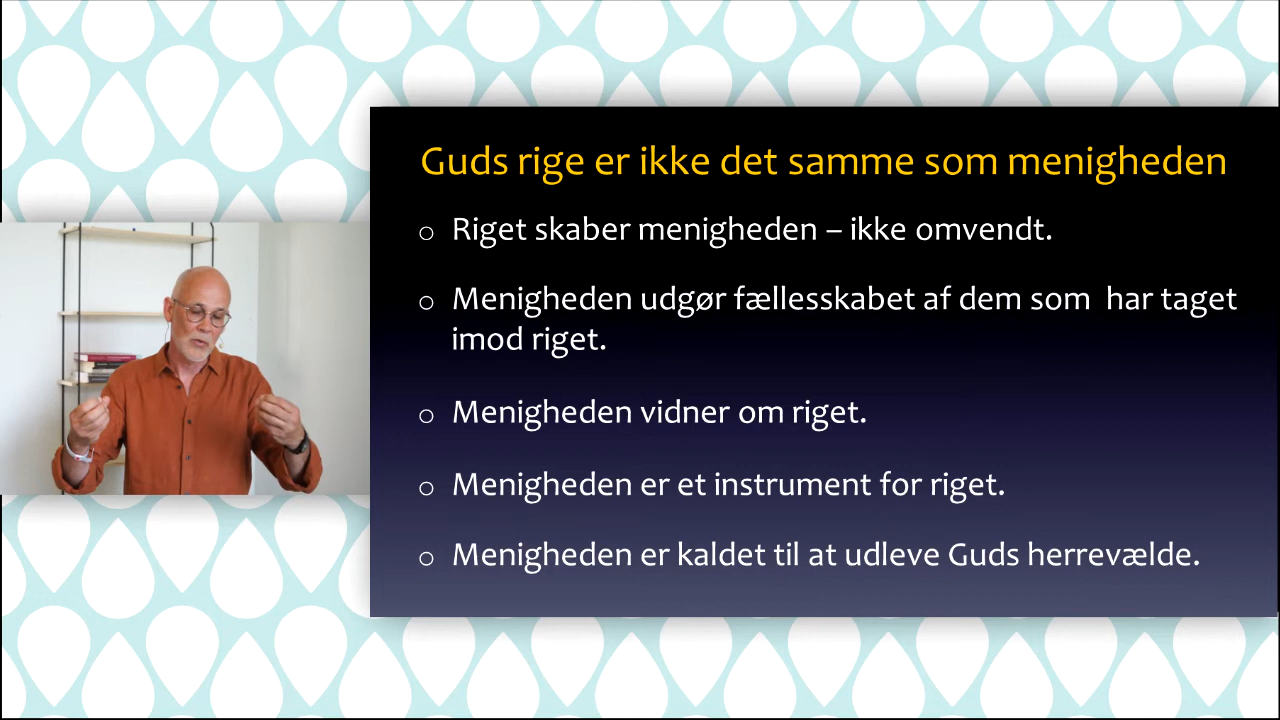 Guds rige er ikke det samme som menigheden
o Riget skaber menigheden – ikke omvendt.
o Menigheden udgør fællesskabet af dem som  har taget
imod riget.
o Menigheden vidner om riget.
o Menigheden er et instrument for riget.
o Menigheden er kaldet til at udleve Guds herrevælde.